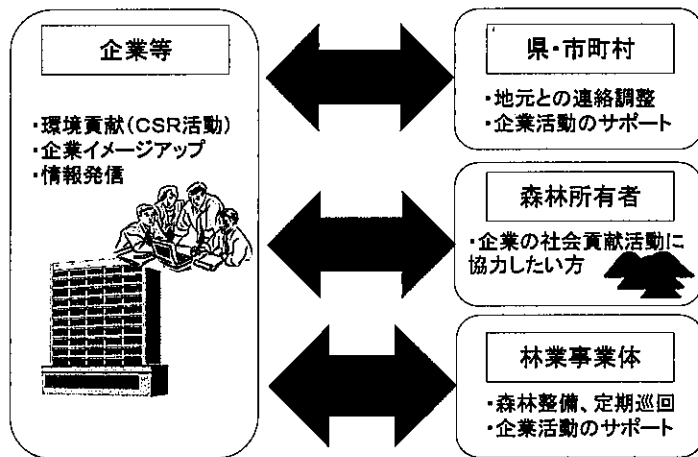 企業等
・環境貢献(CSR活動)
・企業イメージアップ
・情報発信
県・市町村
・地元との連絡調整
・企業活動のサポート
森林所有者
・企業の社会貢献活動に
協力したい方
林業事業体
・森林整備、定期巡回
・企業活動のサポート